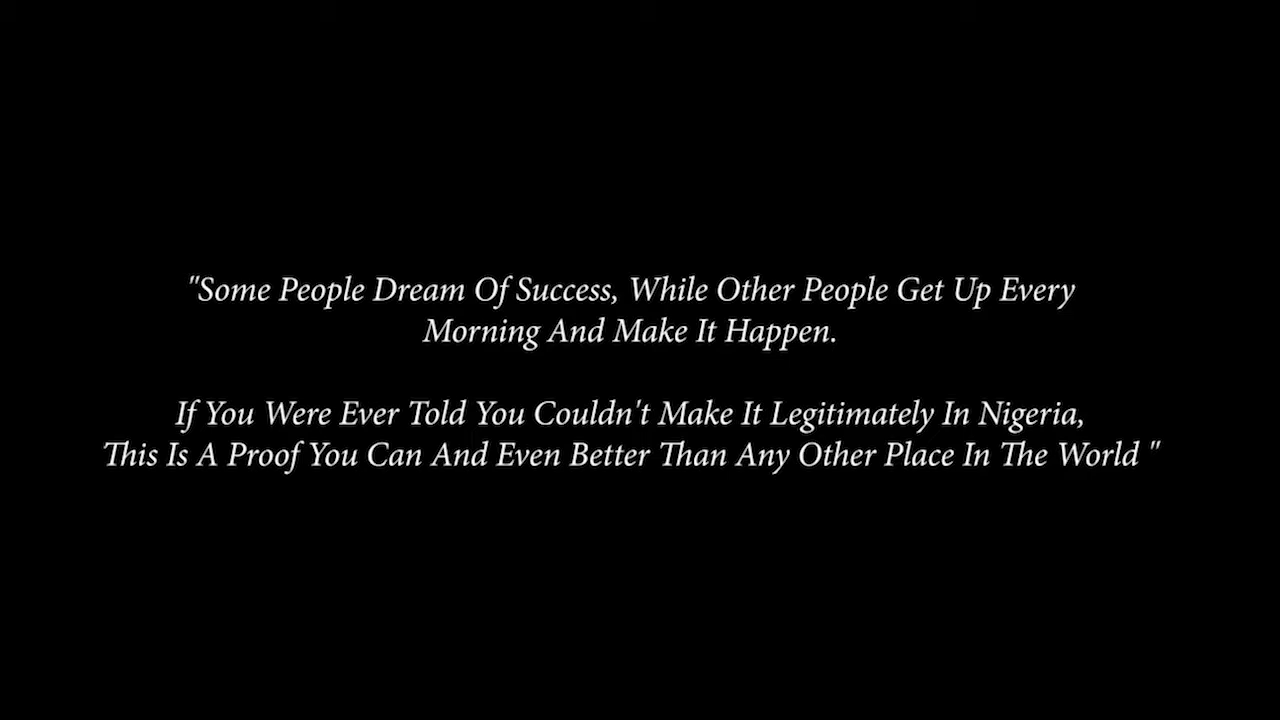 "Some People Dream Of Success, While Other People Get Up Every
Morning And Make It Happen.
If You Were Ever Told You Couldn't Make It Legitimately In Nigeria,
This Is A Proof You Can And Even Better Than Any Other Place In The World "